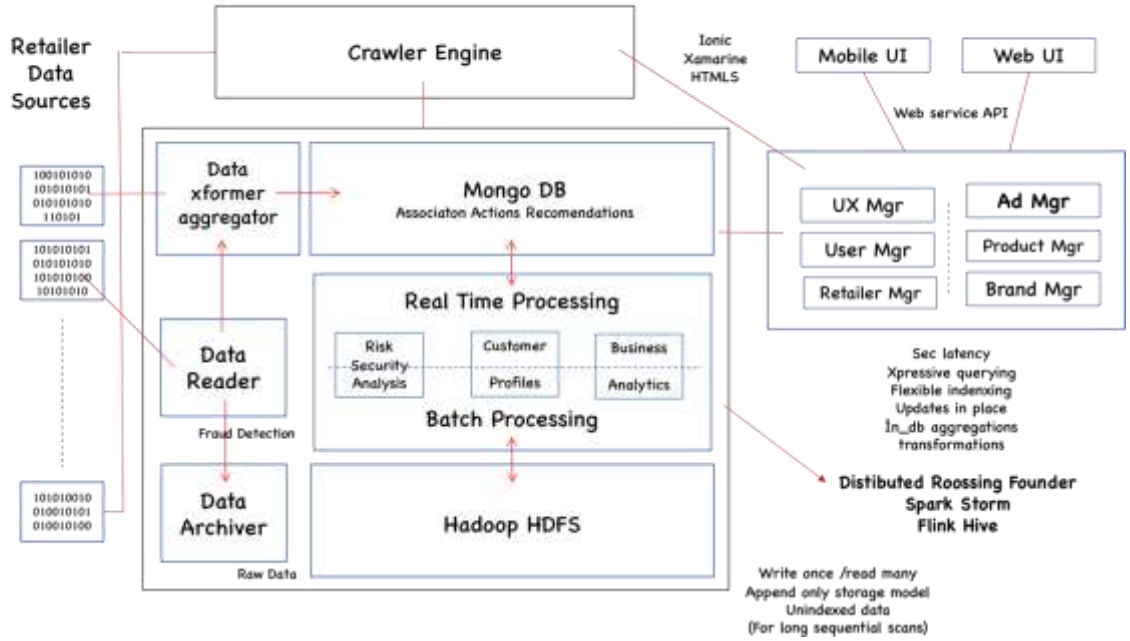 Retailer
Data
Sources
Crawler Engine
Ionic
Xamarine
HTMLS
Mobile UI
Web UI
Web service API
100101010
101010101
010101010
110101
101010101
010101010
101010100
10101010
101010010
010010101
010010100
Data
xformer
aggregator
Mongo DB
Associaton Actions Recomendations
Data
Reader
Fraud Detection
Data
Archiver
Raw Data
Real Time Processing
Risk
Security
Analysis
Customer
Profiles
Business
Analytics
Batch Processing
Hadoop HDFS
UX Mgr
User Mgr
Retailer Mgr
Ad Mgr
Product Mgr
Brand Mgr
Sec latency
Xpressive querying
Flexible indenxing
Updates in place
İn_db aggregations
transformations
Distibuted Roossing Founder
Spark Storm
Flink Hive
Write once /read many
Append only storage model
Unindexed data
(For long sequential scans)